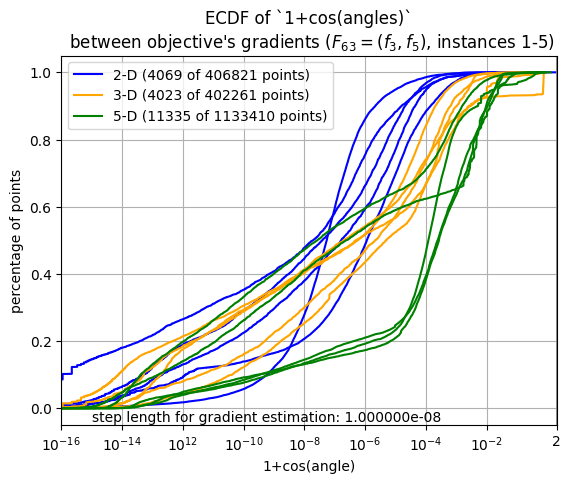 ECDF of `1+cos(angles)`
between objective's gradients (F₆₃ = (f₃, f₅), instances 1-5)
2-D (4069 of 406821 points)
3-D (4023 of 402261 points)
5-D (11335 of 1133410 points)
1.0
0.8
0.6
0.4
0.2
0.0
percentage of points
step length for gradient estimation: 1.000000e-08
10⁻¹⁶ 10⁻¹⁴ 10⁻¹² 10⁻¹⁰ 10⁻⁸ 10⁻⁶ 10⁻⁴ 10⁻² 2
1+cos(angle)